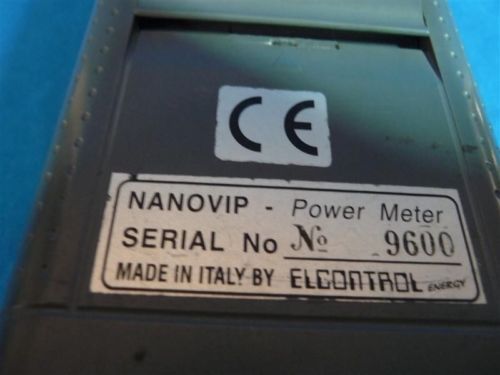 CE
NANOVIP - Power Meter
SERIAL No № 9600
MADE IN ITALY BY ELCONTROL ENERGY